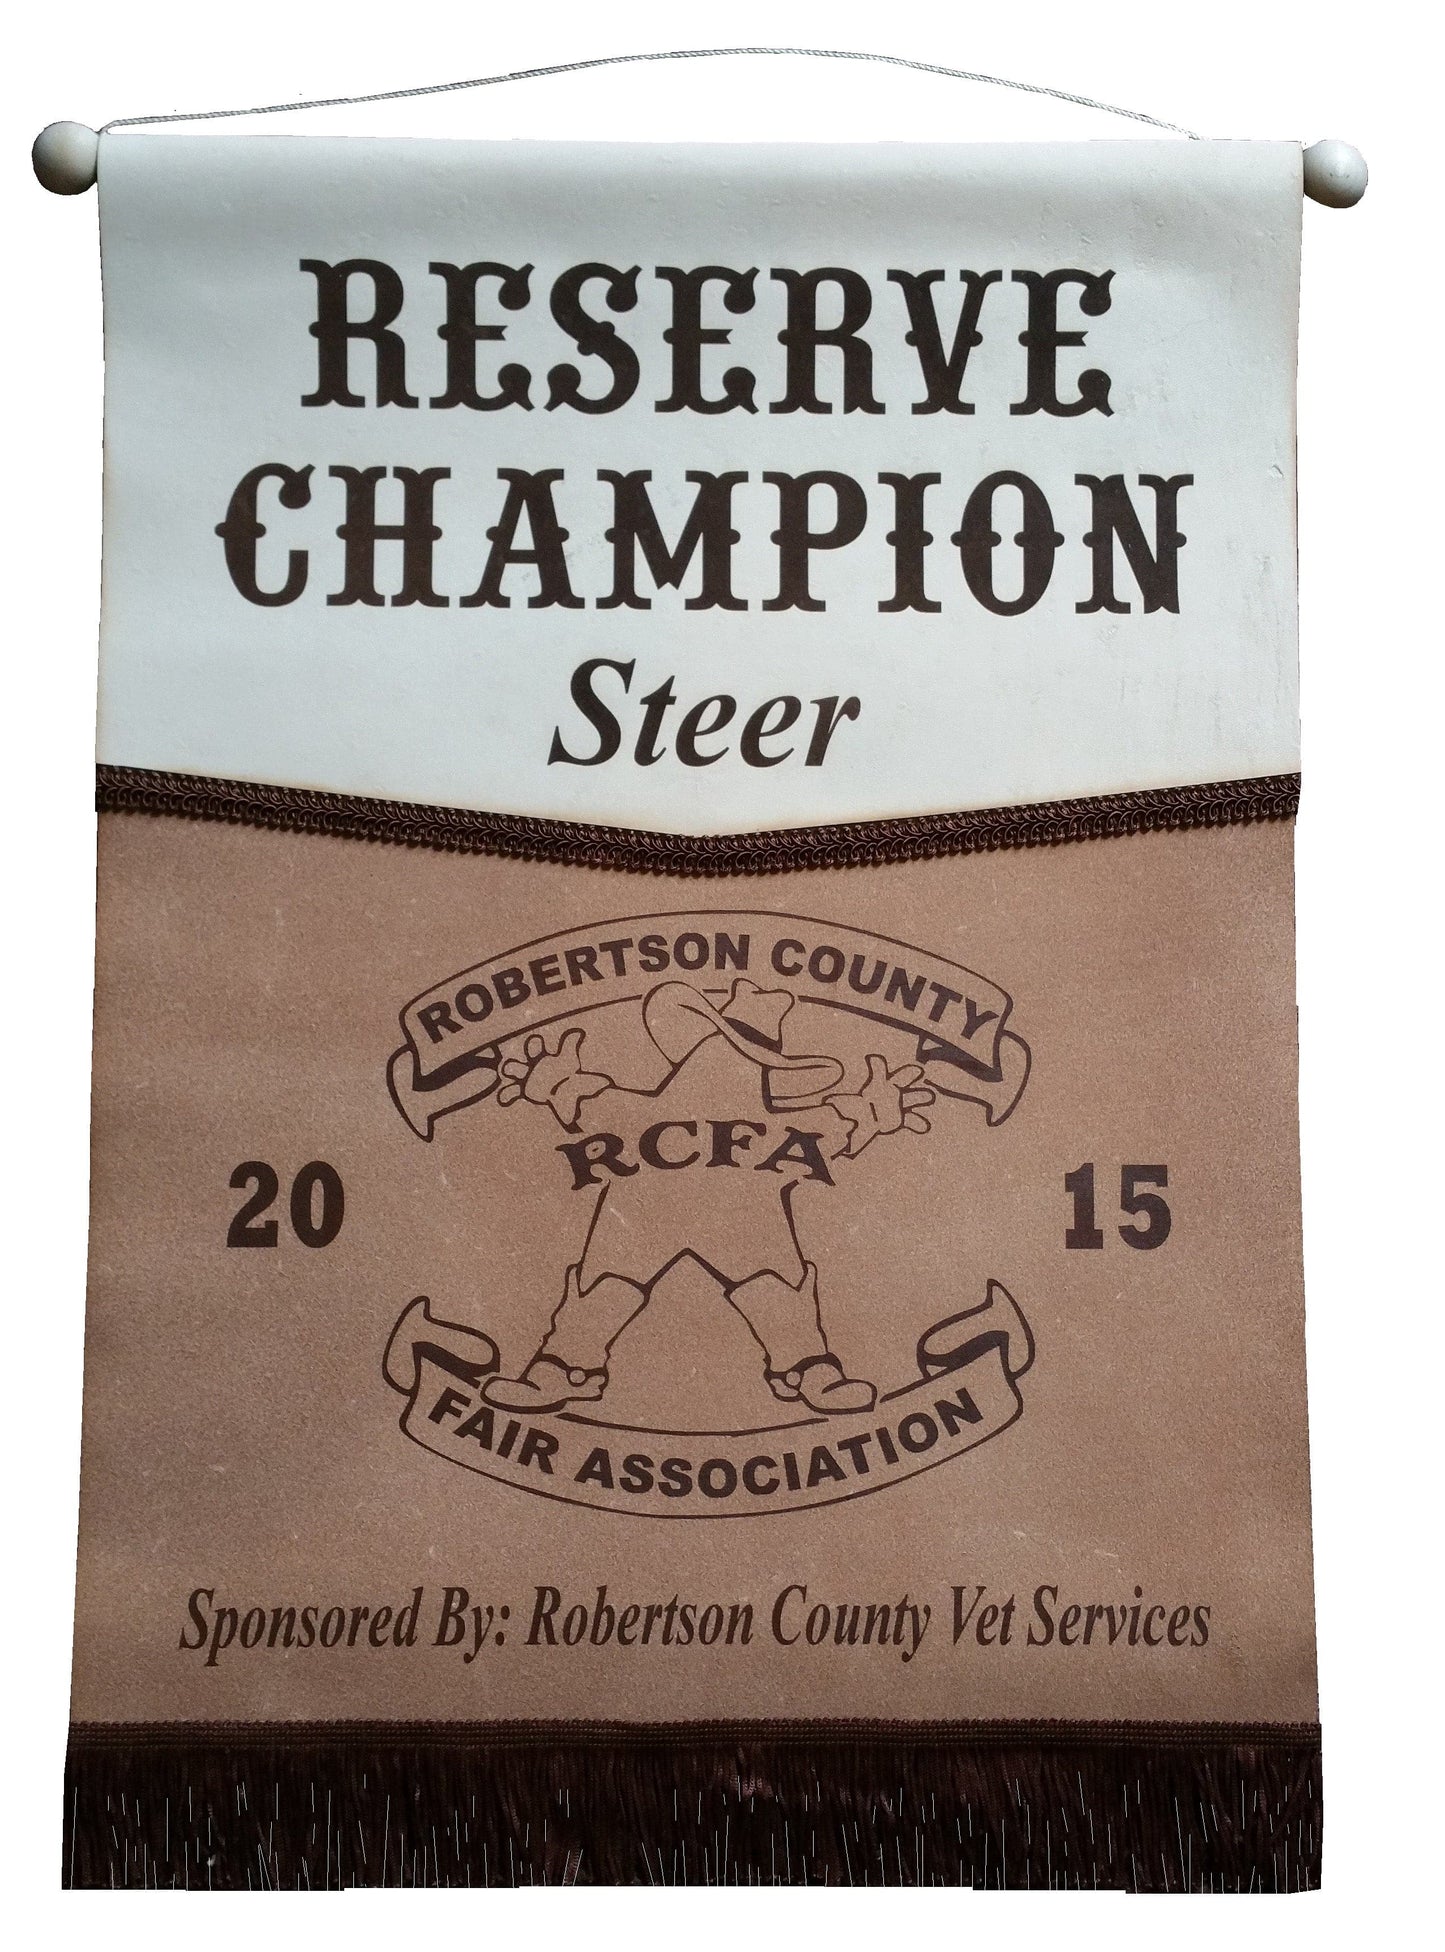 RESERVE
CHAMPION
Steer
ROBERTSON COUNTY
RCFA
20 15
FAIR ASSOCIATION
Sponsored By: Robertson County Vet Services